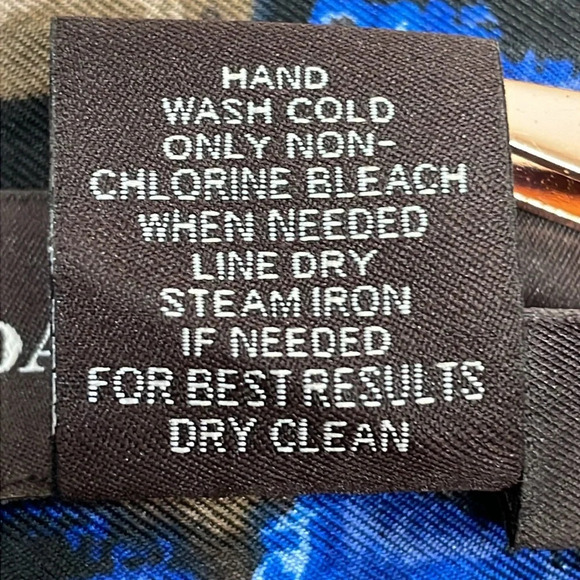 HAND
WASH COLD
ONLY NON-
CHLORINE BLEACH
WHEN NEEDED
LINE DRY
STEAM IRON
IF NEEDED
FOR BEST RESULTS
DRY CLEAN